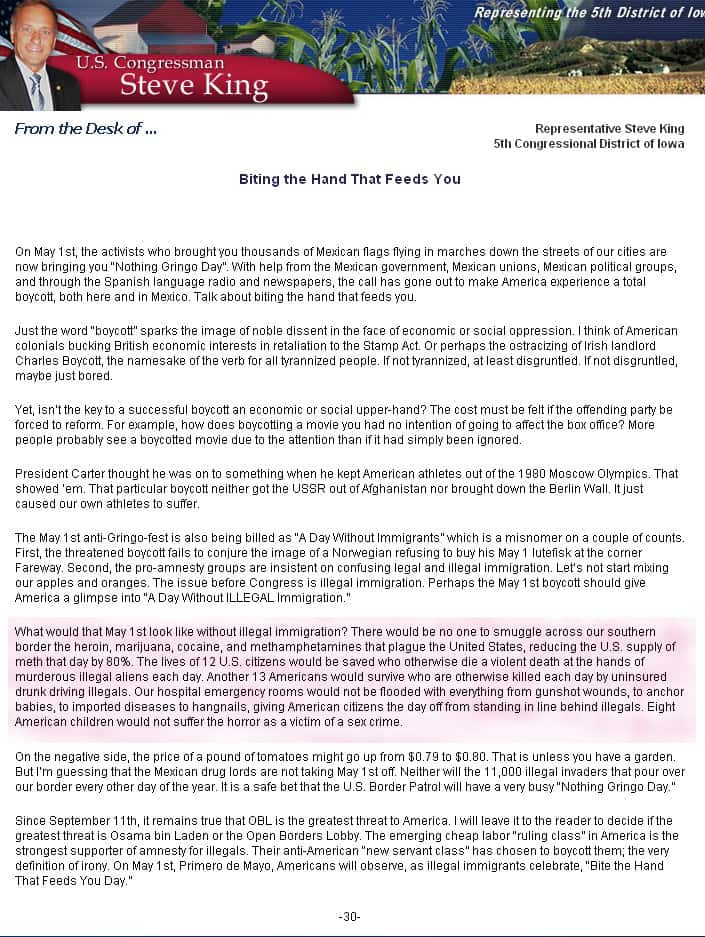 Representing the 5th District of Iow
U.S. Congressman
Steve King
From the Desk of ...
Representative Steve King
5th Congressional District of Iowa
Biting the Hand That Feeds You
On May 1st, the activists who brought you thousands of Mexican flags flying in marches down the streets of our cities are
now bringing you "Nothing Gringo Day". With help from the Mexican government, Mexican unions, Mexican political groups,
and through the Spanish language radio and newspapers, the call has gone out to make America experience a total
boycott, both here and in Mexico. Talk about biting the hand that feeds you.
Just the word "boycott" sparks the image of noble dissent in the face of economic or social oppression. I think of American
colonials bucking British economic interests in retaliation to the Stamp Act. Or perhaps the ostracizing of Irish landlord
Charles Boycott, the namesake of the verb for all tyrannized people. If not tyrannized, at least disgruntled. If not disgruntled,
maybe just bored.
Yet, isn't the key to a successful boycott an economic or social upper-hand? The cost must be felt if the offending party be
forced to reform. For example, how does boycotting a movie you had no intention of going to affect the box office? More
people probably see a boycotted movie due to the attention than if it had simply been ignored.
President Carter thought he was on to something when he kept American athletes out of the 1980 Moscow Olympics. That
showed 'em. That particular boycott neither got the USSR out of Afghanistan nor brought down the Berlin Wall. It just
caused our own athletes to suffer.
The May 1st anti-Gringo-fest is also being billed as "A Day Without Immigrants" which is a misnomer on a couple of counts.
First, the threatened boycott fails to conjure the image of a Norwegian refusing to buy his May 1 lutefisk at the corner
Fareway. Second, the pro-amnesty groups are insistent on confusing legal and illegal immigration. Let's not start mixing
our apples and oranges. The issue before Congress is illegal immigration. Perhaps the May 1st boycott should give
America a glimpse into "A Day Without ILLEGAL Immigration."
What would that May 1st look like without illegal immigration? There would be no one to smuggle across our southern
border the heroin, marijuana, cocaine, and methamphetamines that plague the United States, reducing the U.S. supply of
meth that day by 80%. The lives of 12 U.S. citizens would be saved who otherwise die a violent death at the hands of
murderous illegal aliens each day. Another 13 Americans would survive who are otherwise killed each day by uninsured
drunk driving illegals. Our hospital emergency rooms would not be flooded with everything from gunshot wounds, to anchor
babies, to imported diseases to hangnails, giving American citizens the day off from standing in line behind illegals. Eight
American children would not suffer the horror as a victim of a sex crime.
On the negative side, the price of a pound of tomatoes might go up from $0.79 to $0.80. That is unless you have a garden.
But I'm guessing that the Mexican drug lords are not taking May 1st off. Neither will the 11,000 illegal invaders that pour over
our border every other day of the year. It is a safe bet that the U.S. Border Patrol will have a very busy "Nothing Gringo Day."
Since September 11th, it remains true that OBL is the greatest threat to America. I will leave it to the reader to decide if the
greatest threat is Osama bin Laden or the Open Borders Lobby. The emerging cheap labor "ruling class" in America is the
strongest supporter of amnesty for illegals. Their anti-American "new servant class" has chosen to boycott them; the very
definition of irony. On May 1st, Primero de Mayo, Americans will observe, as illegal immigrants celebrate, "Bite the Hand
That Feeds You Day."
-30-